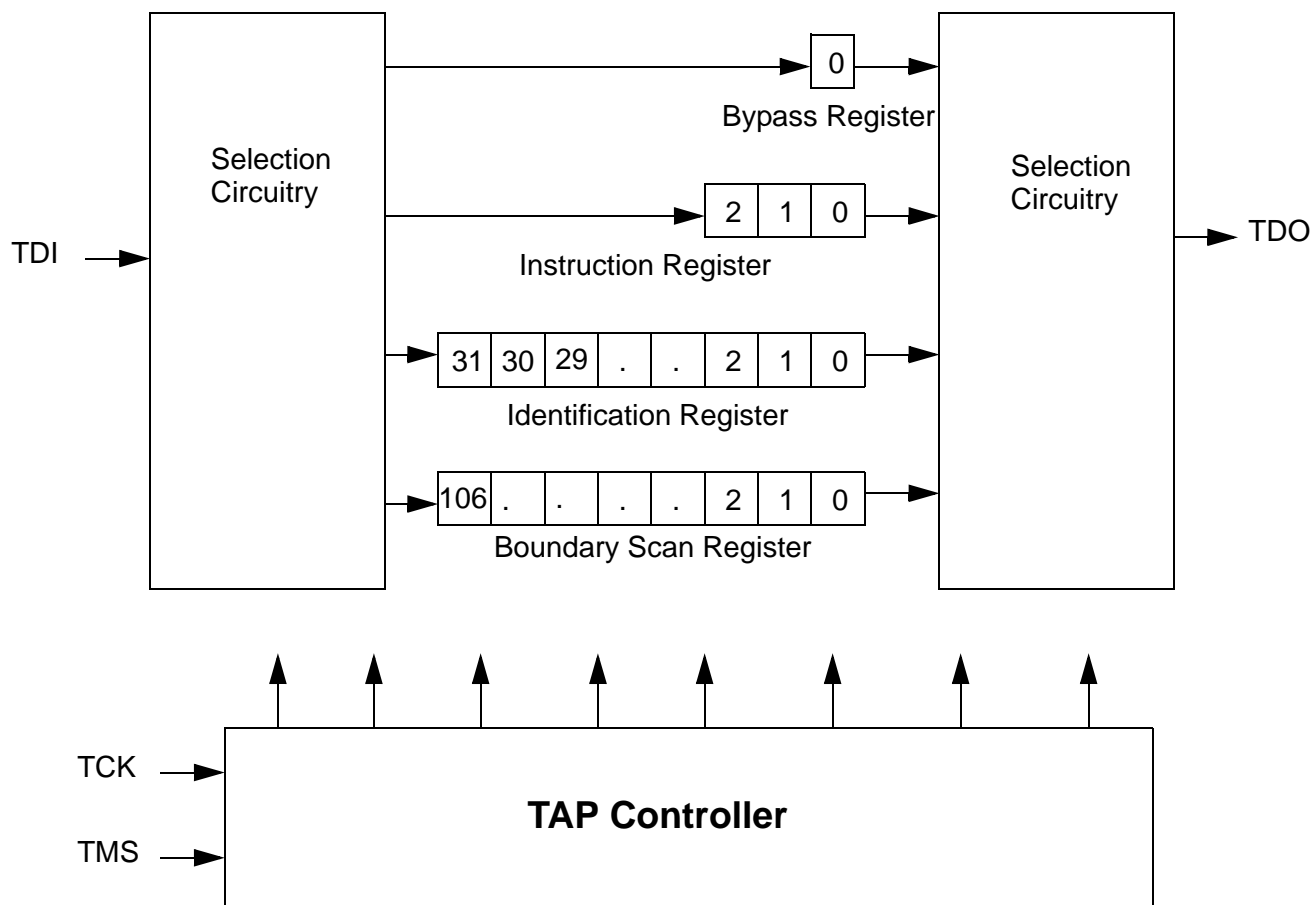 0
Bypass Register
Selection
Circuitry
Selection
Circuitry
2 1 0
TDI
TDO
Instruction Register
31 30 29 . . 2 1 0
Identification Register
106 . . . . 2 1 0
Boundary Scan Register
TCK
TAP Controller
TMS